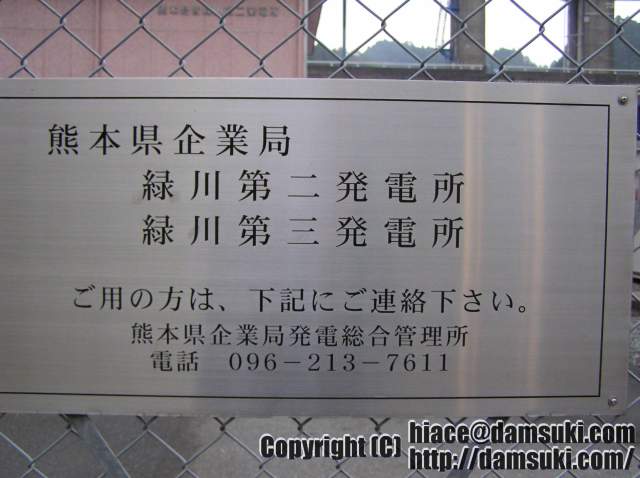 熊本県企業局
緑川第二発電所
緑川第三発電所
ご用の方は、下記にご連絡下さい。
熊本県企業局発電総合管理所
電話 096－213－7611
Copyright (C) hiace@damsuki.com
http://damsuki.com/